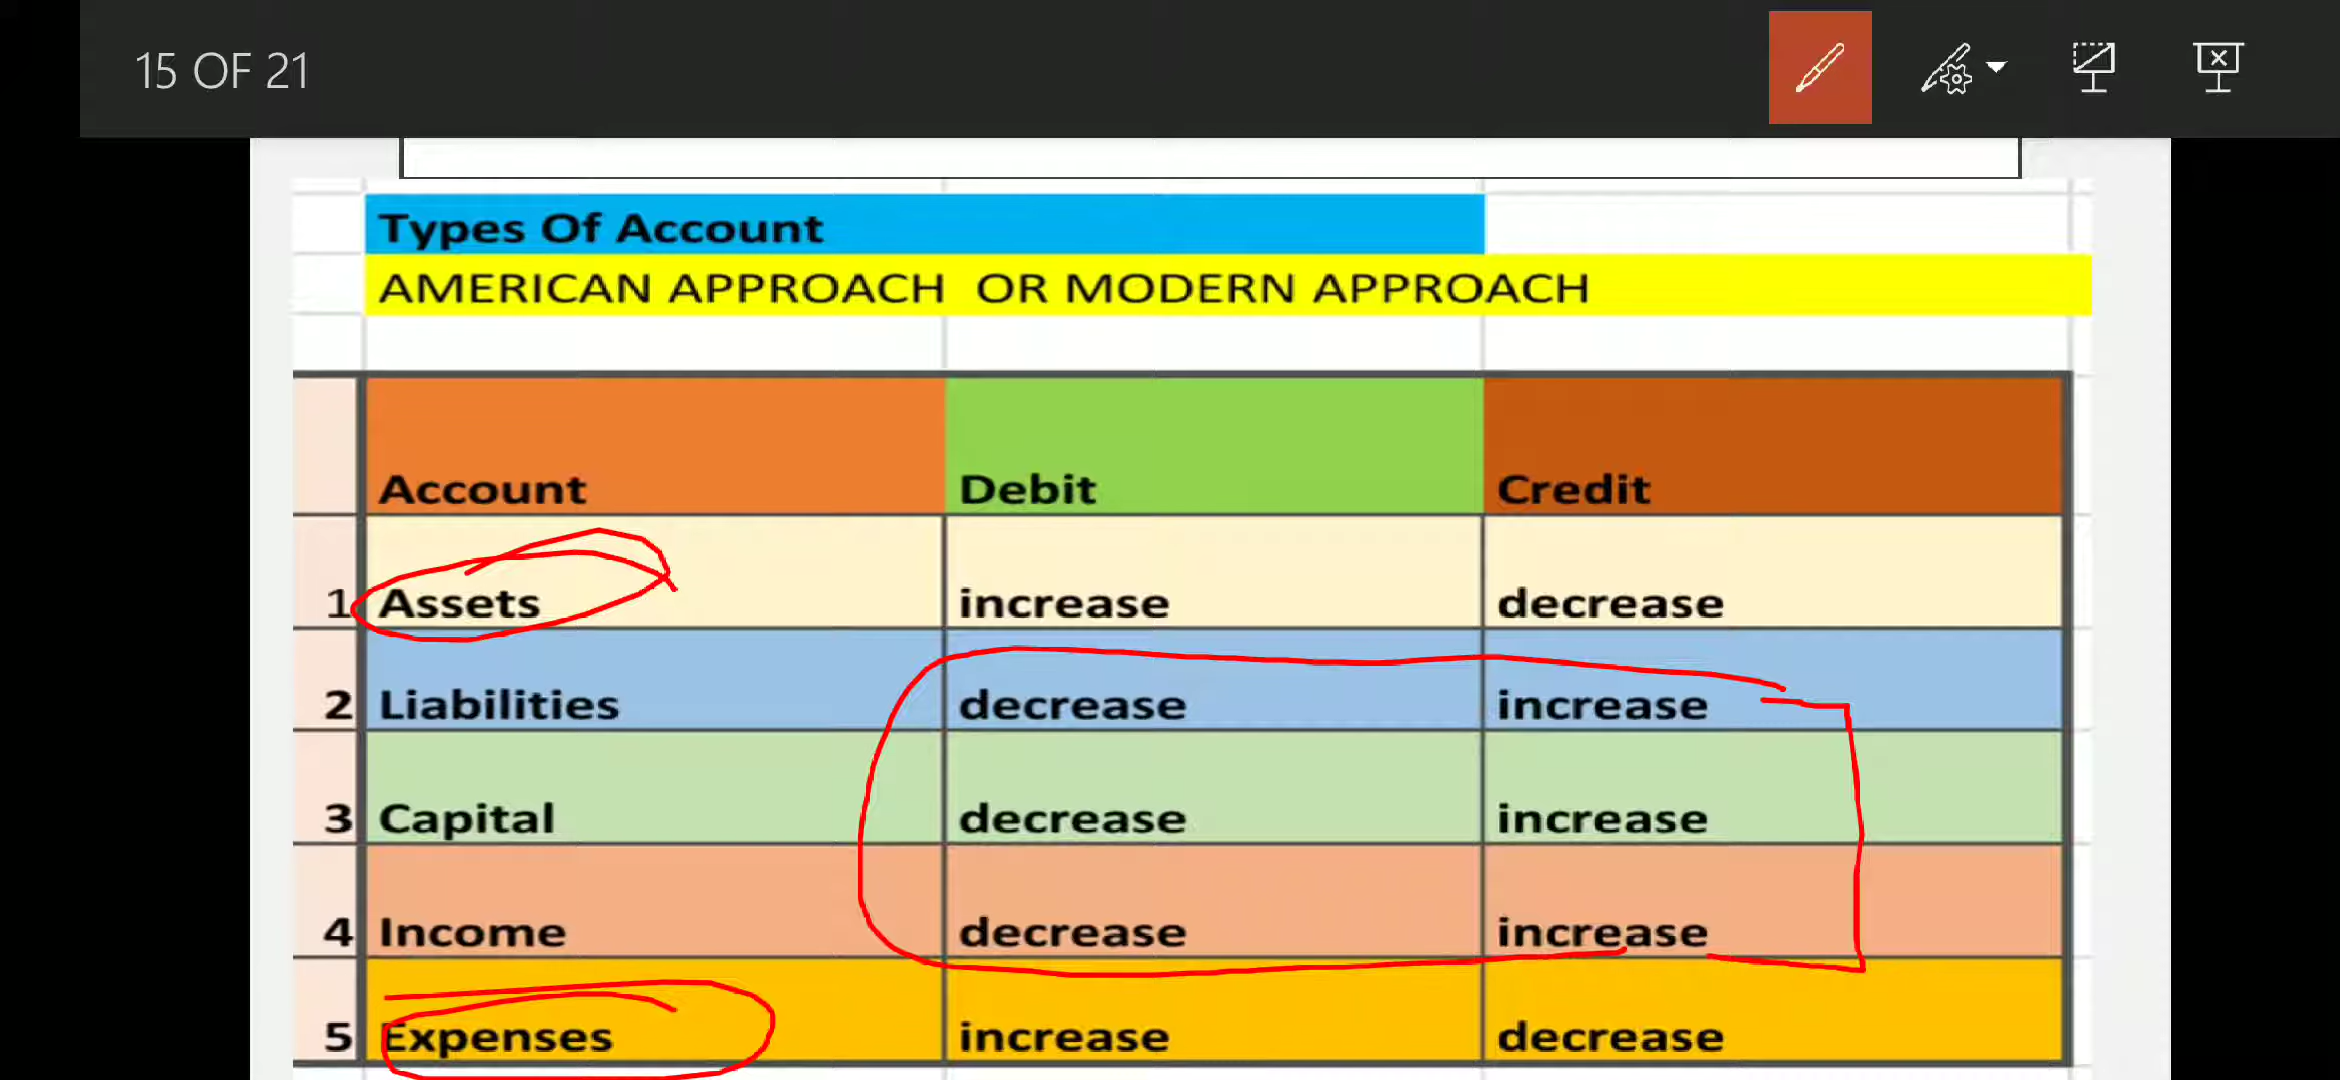 15 OF 21
Types Of Account
AMERICAN APPROACH OR MODERN APPROACH
Account Debit Credit
1 Assets increase decrease
2 Liabilities decrease increase
3 Capital decrease increase
4 Income decrease increase
5 Expenses increase decrease